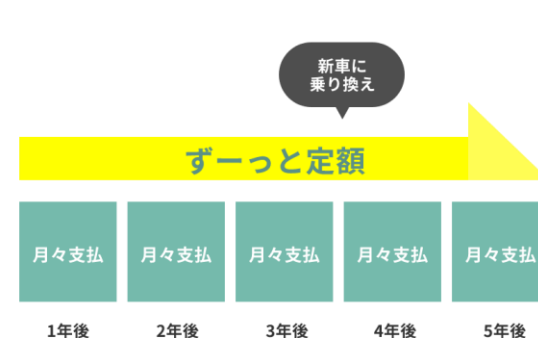 新車に
乗り換え
ずーっと定額
月々支払 月々支払 月々支払 月々支払 月々支払
1年後 2年後 3年後 4年後 5年後